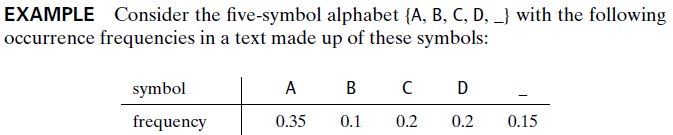 EXAMPLE Consider the five-symbol alphabet {A, B, C, D, _} with the following
occurrence frequencies in a text made up of these symbols:
symbol A B C D _
frequency 0.35 0.1 0.2 0.2 0.15